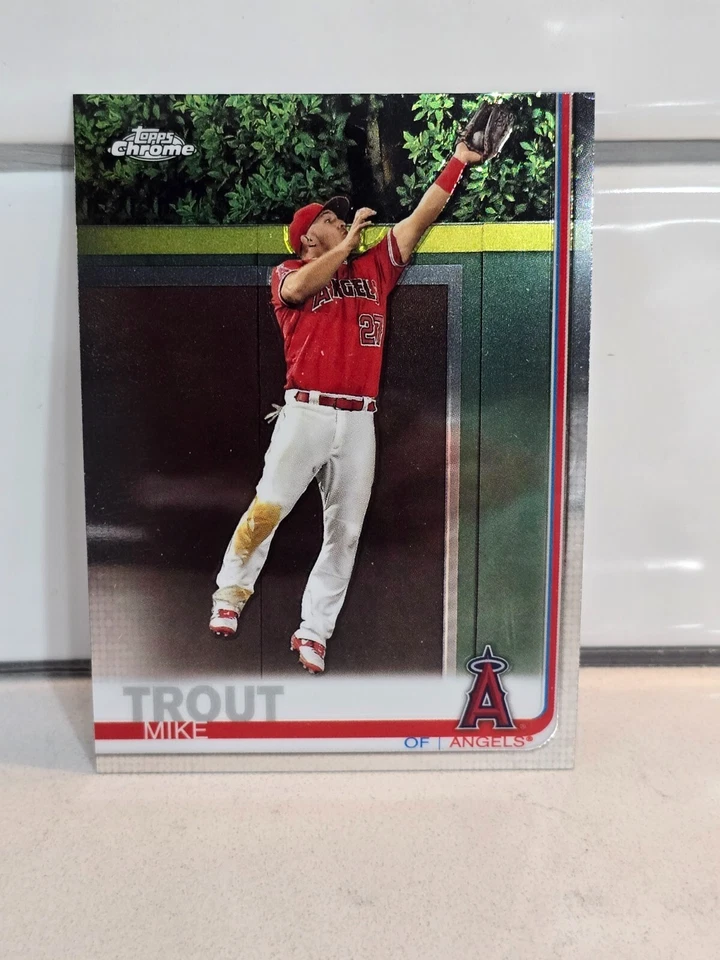 Topps
Chrome
ANGELS
27
TROUT
MIKE
A
OF | ANGELS®